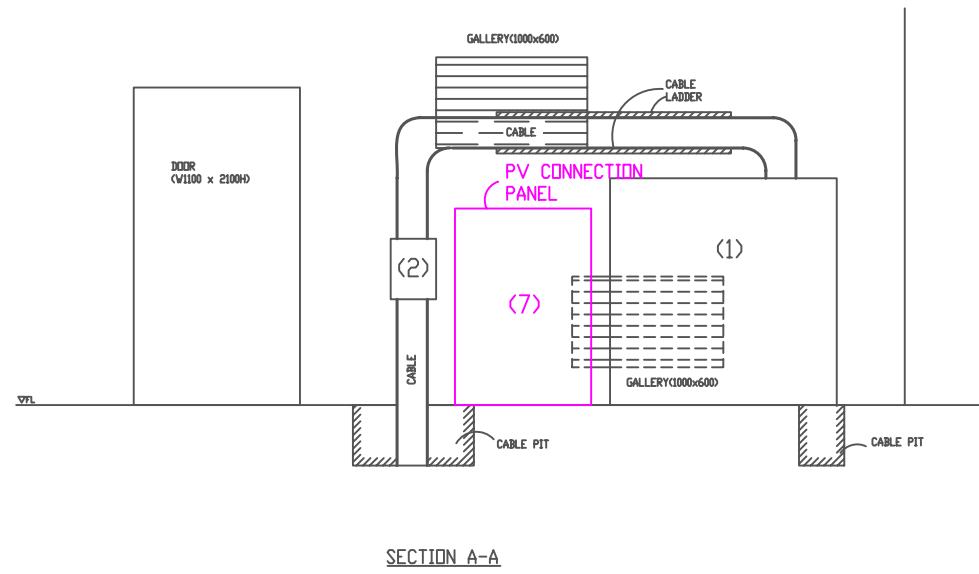 GALLERY(1000x600)
CABLE
LADDER
CABLE
DOOR
(W1100 x 2100H)
PV CONNECTION
PANEL
(1)
(2)
(7)
CABLE
GALLERY(1000x600)
FL
CABLE PIT
CABLE PIT
SECTION A-A